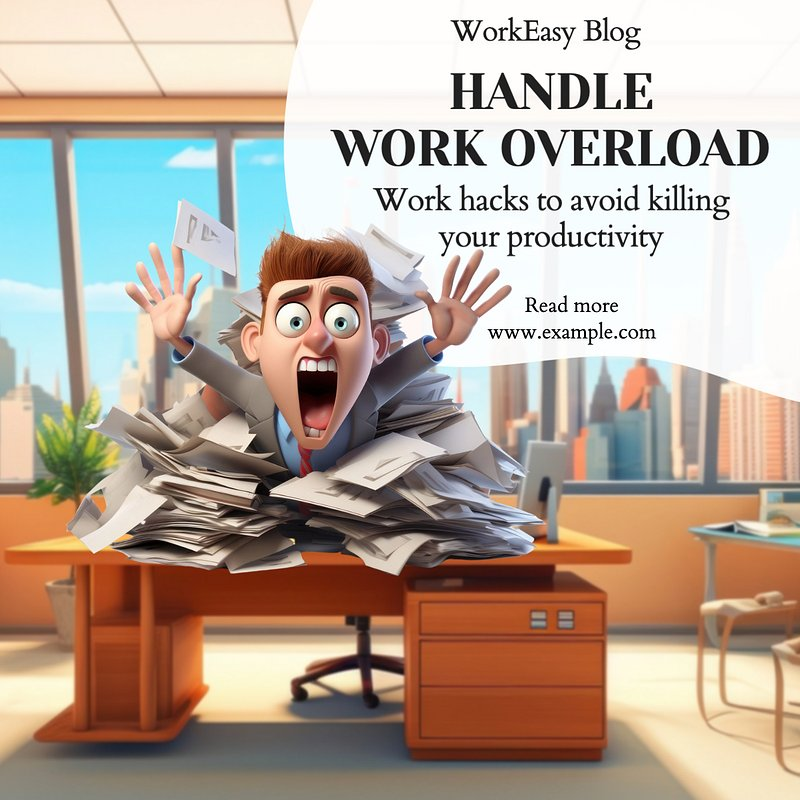 WorkEasy Blog
HANDLE
WORK OVERLOAD
Work hacks to avoid killing
your productivity
Read more
www.example.com